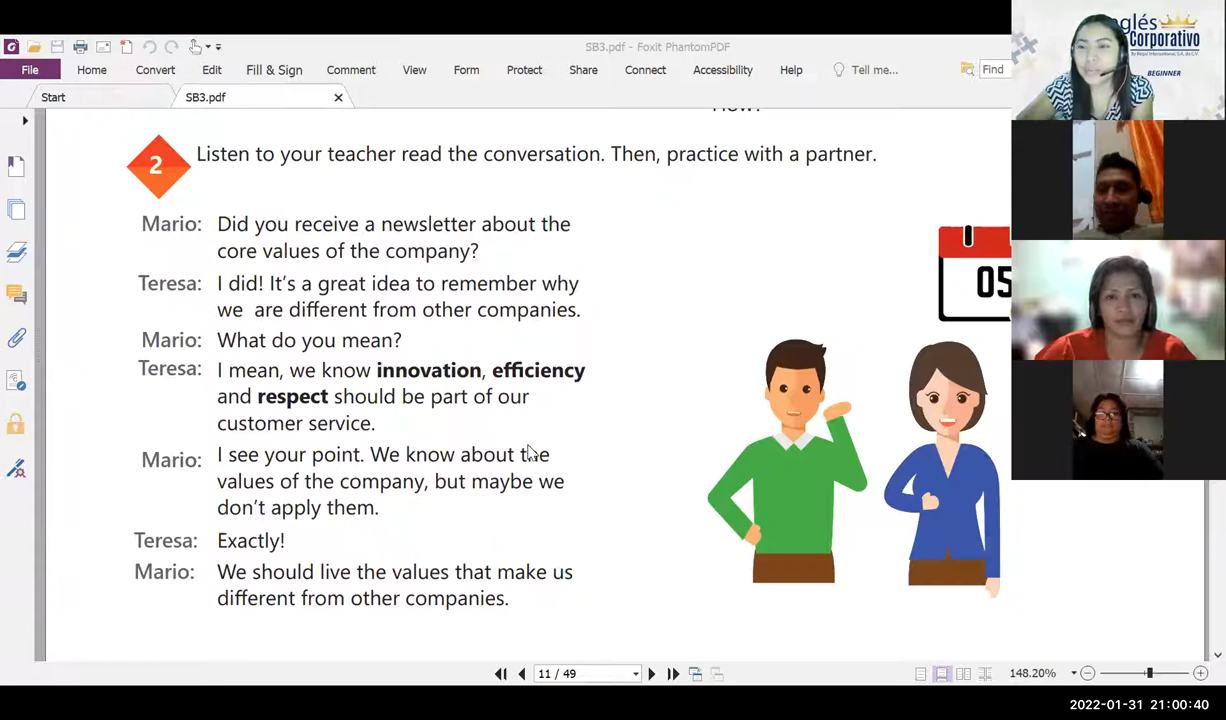 SB3.pdf - Foxit PhantomPDF
File Home Convert Edit Fill & Sign Comment View Form Protect Share Connect Accessibility Help Tell me... Find
Start SB3.pdf
2 Listen to your teacher read the conversation. Then, practice with a partner.
Mario: Did you receive a newsletter about the
core values of the company?
Teresa: I did! It's a great idea to remember why
we are different from other companies.
Mario: What do you mean?
Teresa: I mean, we know innovation, efficiency
and respect should be part of our
customer service.
Mario: I see your point. We know about the
values of the company, but maybe we
don't apply them.
Teresa: Exactly!
Mario: We should live the values that make us
different from other companies.
05
11 / 49
148.20%
nglés
Corporativo
BEGINNER
2022-01-31 21:00:40